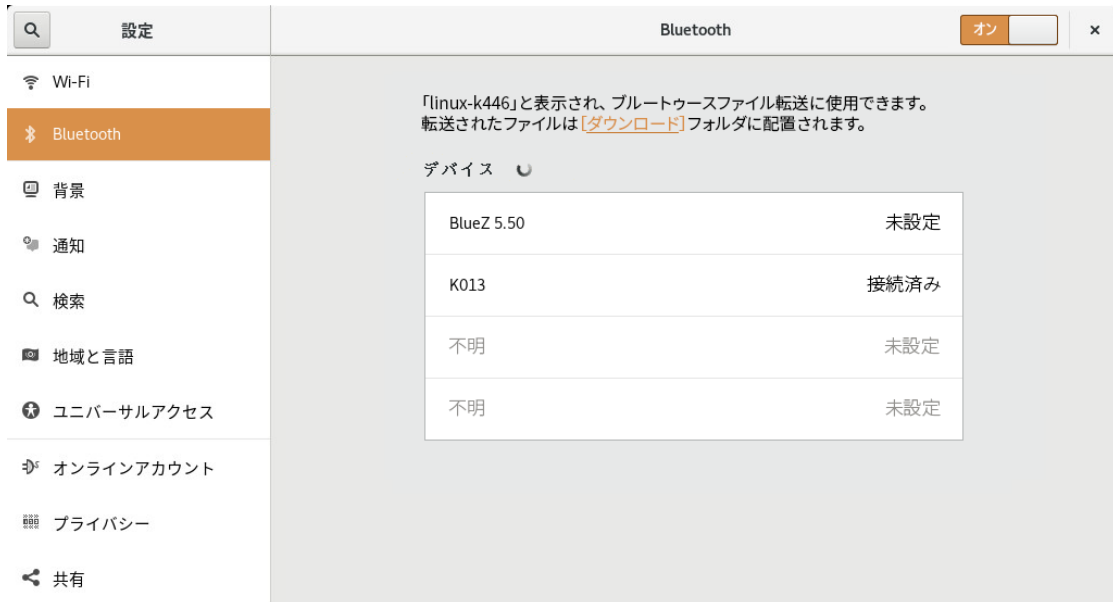 設定
Bluetooth
オン
Wi-Fi
Bluetooth
背景
通知
検索
地域と言語
ユニバーサルアクセス
オンラインアカウント
プライバシー
共有
「linux-k446」と表示され、ブルートゥースファイル転送に使用できます。
転送されたファイルは[ダウンロード]フォルダに配置されます。
デバイス
BlueZ 5.50 未設定
K013 接続済み
不明 未設定
不明 未設定